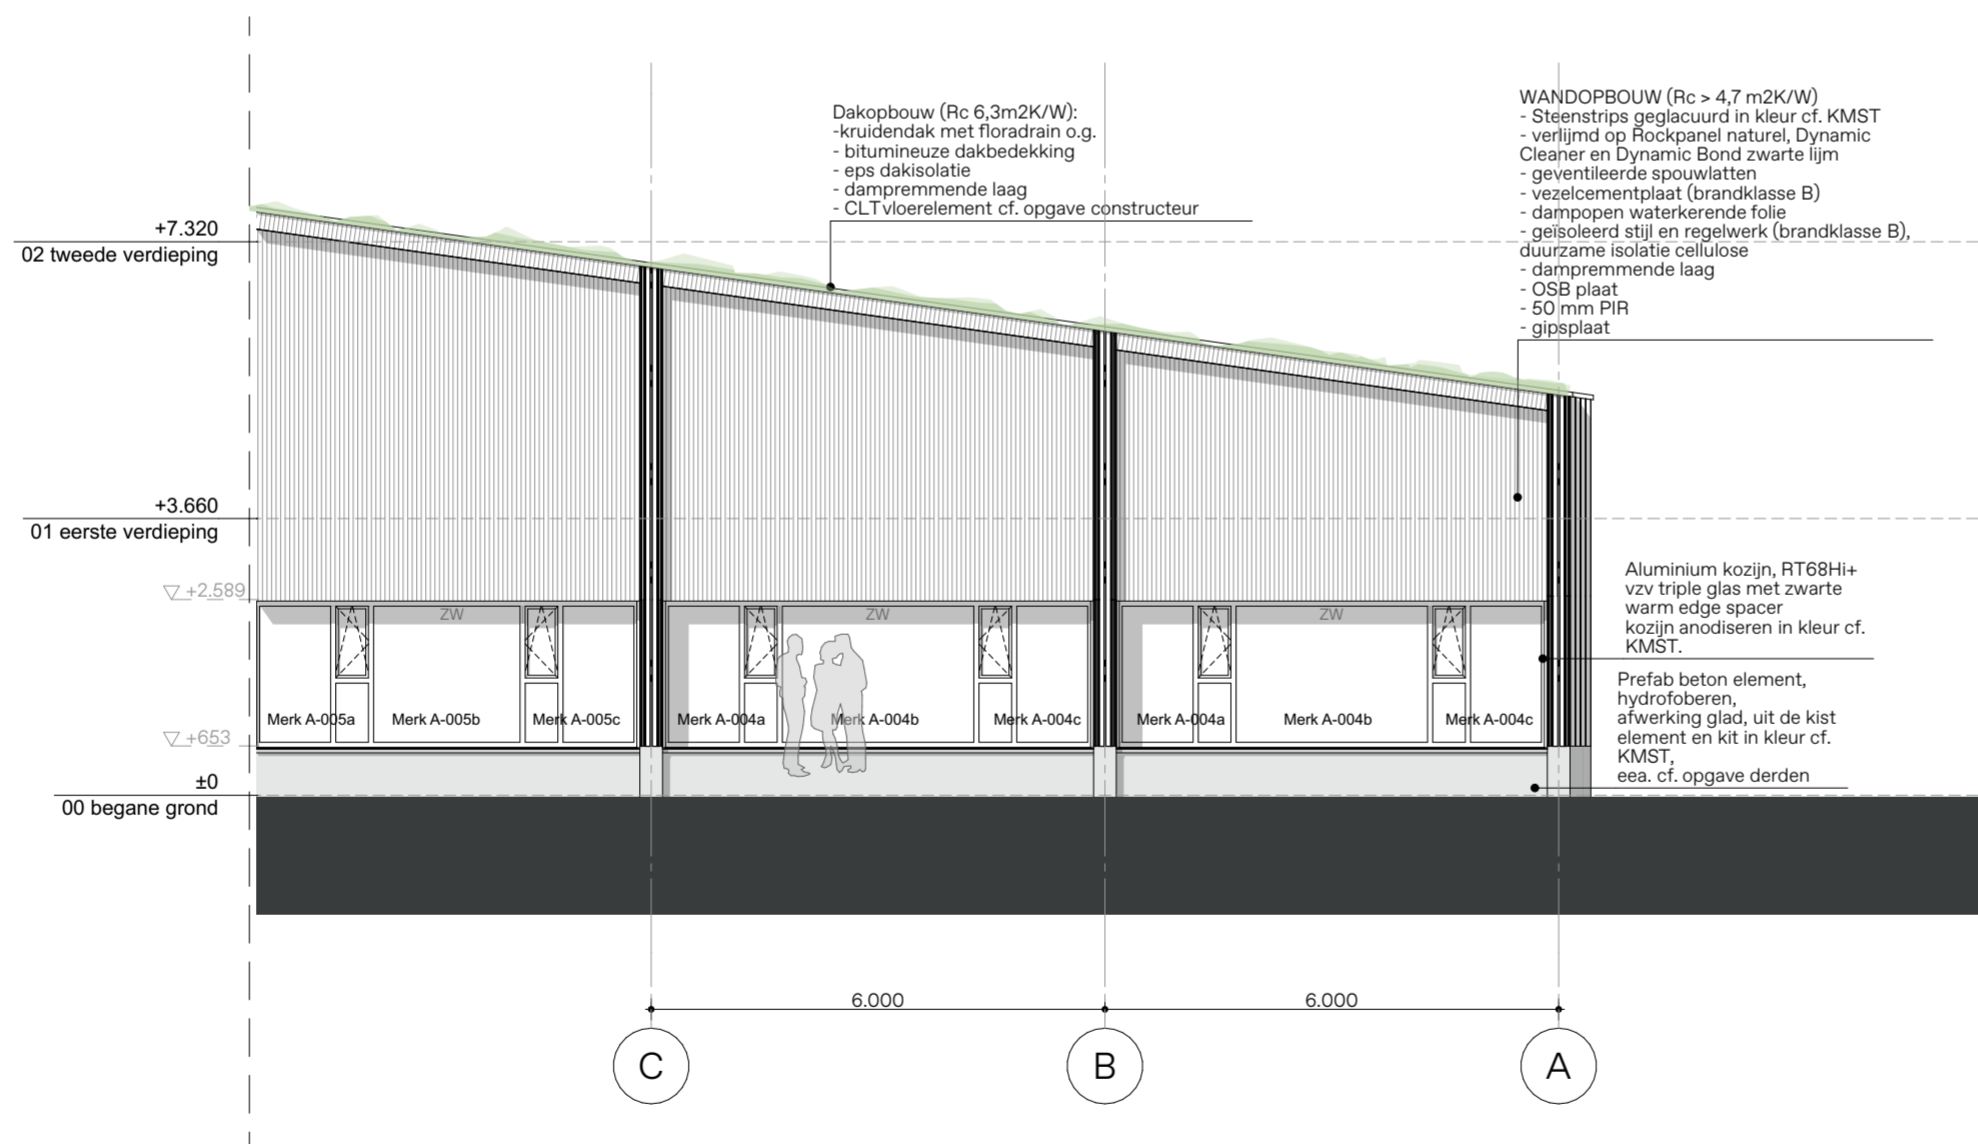 Dakopbouw (Rc 6,3m2K/W):
-kruidendak met floradrain o.g.
- bitumineuze dakbedekking
- eps dakisolatie
- dampremmende laag
- CLTvloerelement cf. opgave constructeur
WANDOPBOUW (Rc > 4,7 m2K/W)
- Steenstrips geglacuurd in kleur cf. KMST
- verlijmd op Rockpanel naturel, Dynamic
Cleaner en Dynamic Bond zwarte lijm
- geventileerde spouwlatten
- vezelcementplaat (brandklasse B)
- dampopen waterkerende folie
- geïsoleerd stijl en regelwerk (brandklasse B),
duurzame isolatie cellulose
- dampremmende laag
- OSB plaat
- 50 mm PIR
- gipsplaat
+7.320
02 tweede verdieping
+3.660
01 eerste verdieping
+2.589
+653
±0
00 begane grond
ZW
ZW
ZW
Merk A-005a
Merk A-005b
Merk A-005c
Merk A-004a
Merk A-004b
Merk A-004c
Merk A-004a
Merk A-004b
Merk A-004c
Aluminium kozijn, RT68Hi+
vzv triple glas met zwarte
warm edge spacer
kozijn anodiseren in kleur cf.
KMST.
Prefab beton element,
hydrofoberen,
afwerking glad, uit de kist
element en kit in kleur cf.
KMST,
eea. cf. opgave derden
6.000
6.000
C
B
A